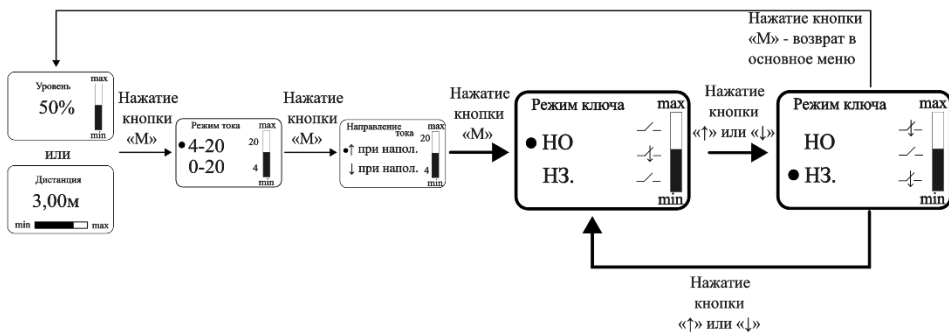 Нажатие кнопки
«М» - возврат в
основное меню
Уровень
50%
max
min
или
Дистанция
3,00м
min
max
Нажатие
кнопки
«М»
Режим тока
4-20
0-20
max
20
4
min
Нажатие
кнопки
«М»
Направление
тока
↑ при напол.
↓ при напол.
max
20
4
min
Нажатие
кнопки
«М»
Режим ключа
НО
НЗ.
max
min
Нажатие
кнопки
«↑» или «↓»
Режим ключа
НО
НЗ.
max
min
Нажатие
кнопки
«↑» или «↓»